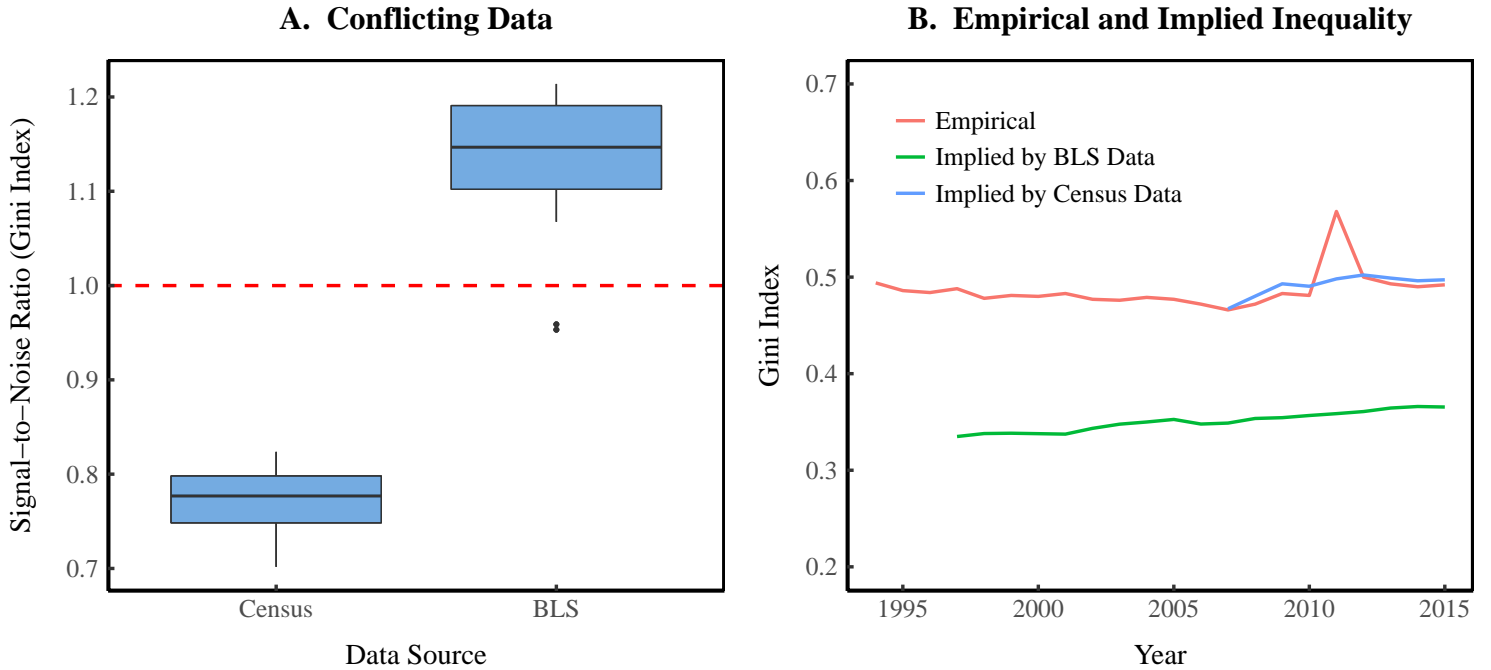 A. Conflicting Data
Signal−to−Noise Ratio (Gini Index)
1.2
1.1
1.0
0.9
0.8
0.7
Census
BLS
Data Source
B. Empirical and Implied Inequality
Gini Index
0.7
0.6
0.5
0.4
0.3
0.2
Empirical
Implied by BLS Data
Implied by Census Data
1995
2000
2005
2010
2015
Year